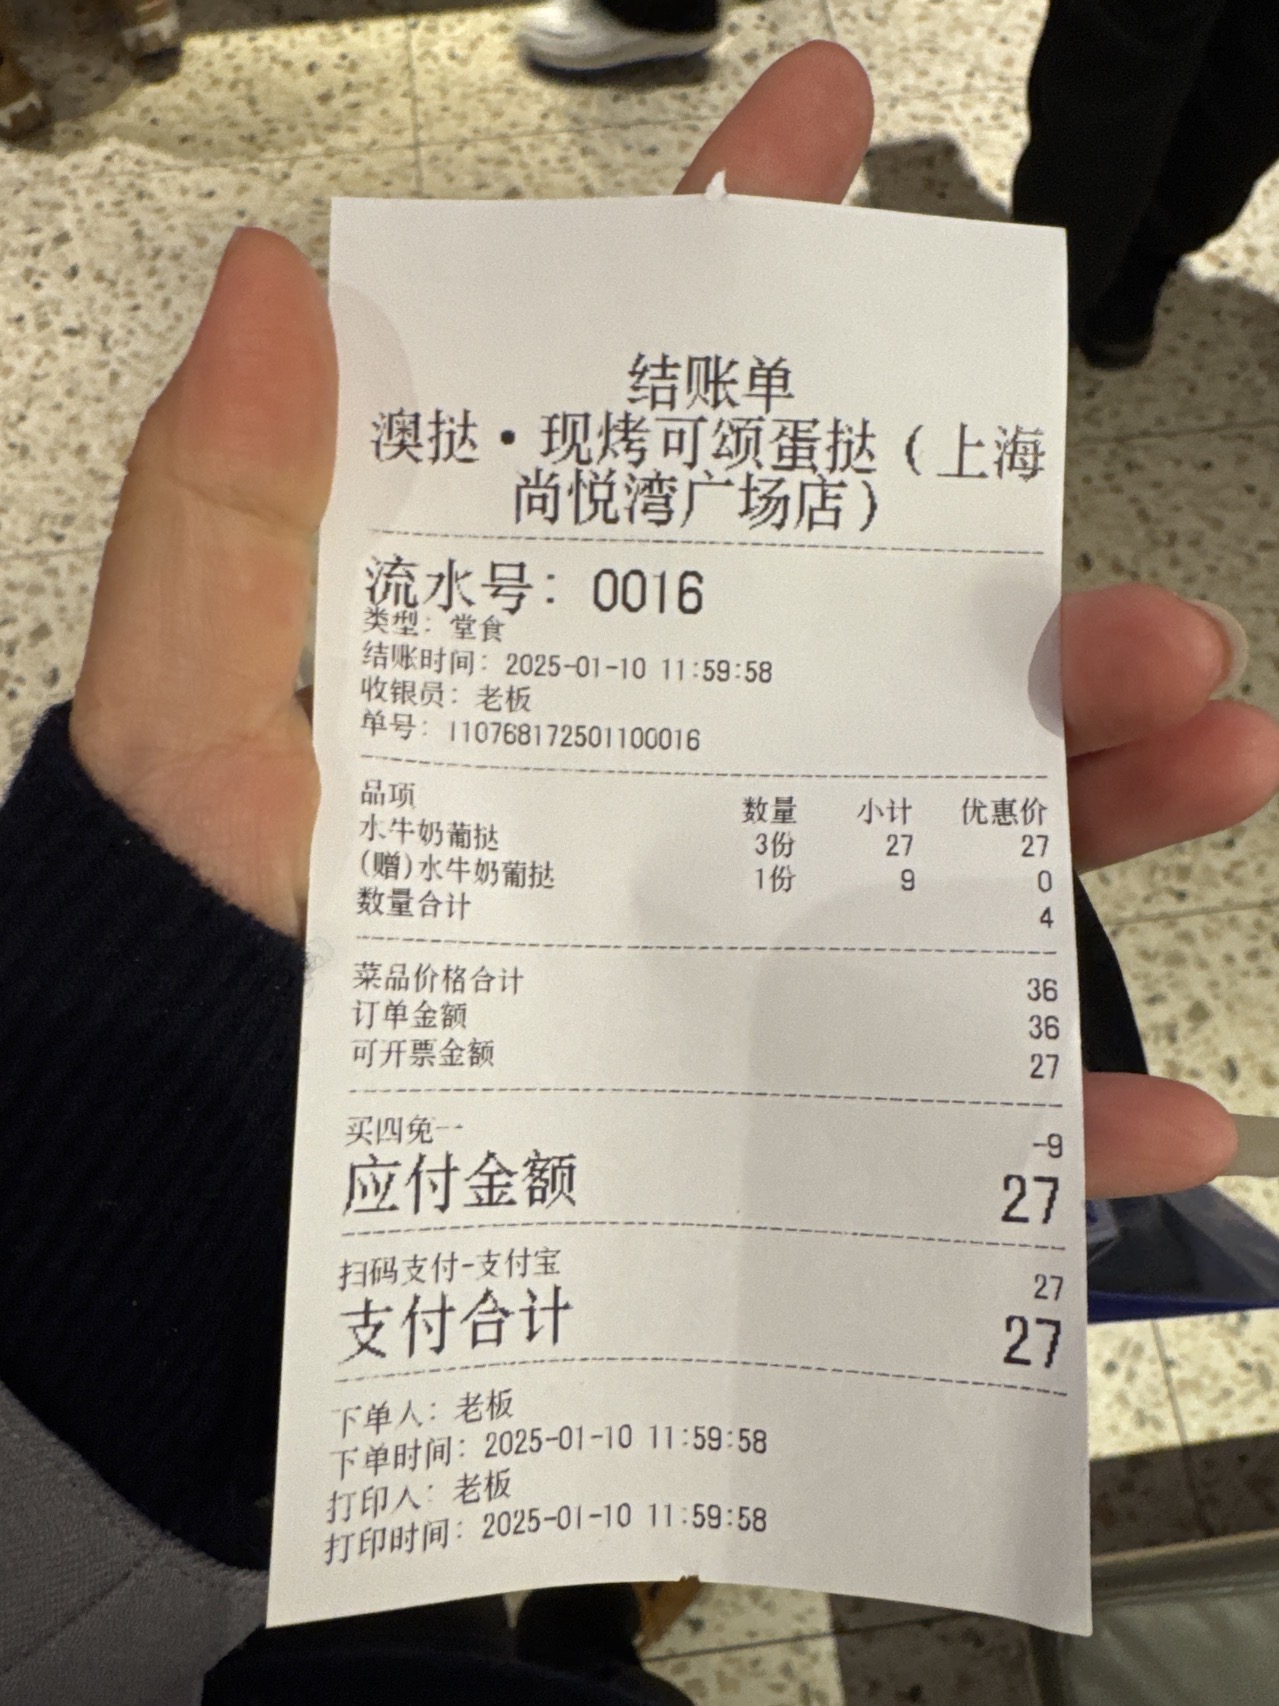 结账单
澳挞·现烤可颂蛋挞（上海
尚悦湾广场店）
流水号：0016
类型：堂食
结账时间：2025-01-10 11:59:58
收银员：老板
单号：110768172501100016
品项 数量 小计 优惠价
水牛奶葡挞 3份 27 27
(赠)水牛奶葡挞 1份 9 0
数量合计 4
菜品价格合计 36
订单金额 36
可开票金额 27
买四免一 -9
应付金额 27
扫码支付-支付宝 27
支付合计 27
下单人：老板
下单时间：2025-01-10 11:59:58
打印人：老板
打印时间：2025-01-10 11:59:58